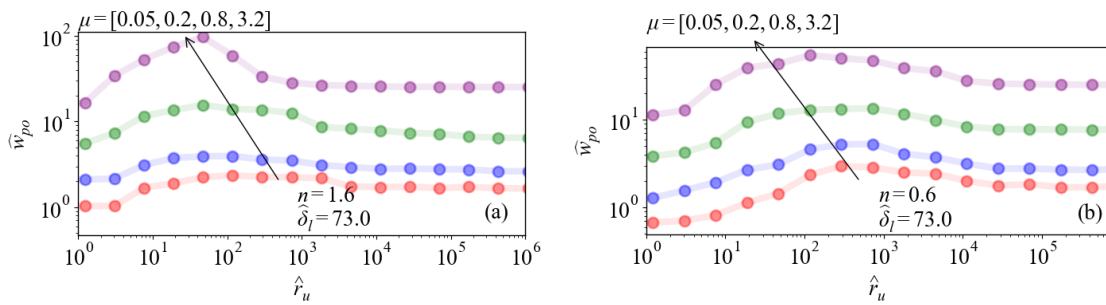 μ = [0.05, 0.2, 0.8, 3.2]
10^2
10^1
10^0
ŵ_po
n = 1.6
δ̂_l = 73.0
(a)
10^0 10^1 10^2 10^3 10^4 10^5 10^6
r̂̂_u
μ = [0.05, 0.2, 0.8, 3.2]
10^1
10^0
ŵ_po
n = 0.6
δ̂_l = 73.0
(b)
10^0 10^1 10^2 10^3 10^4 10^5
r̂̂_u